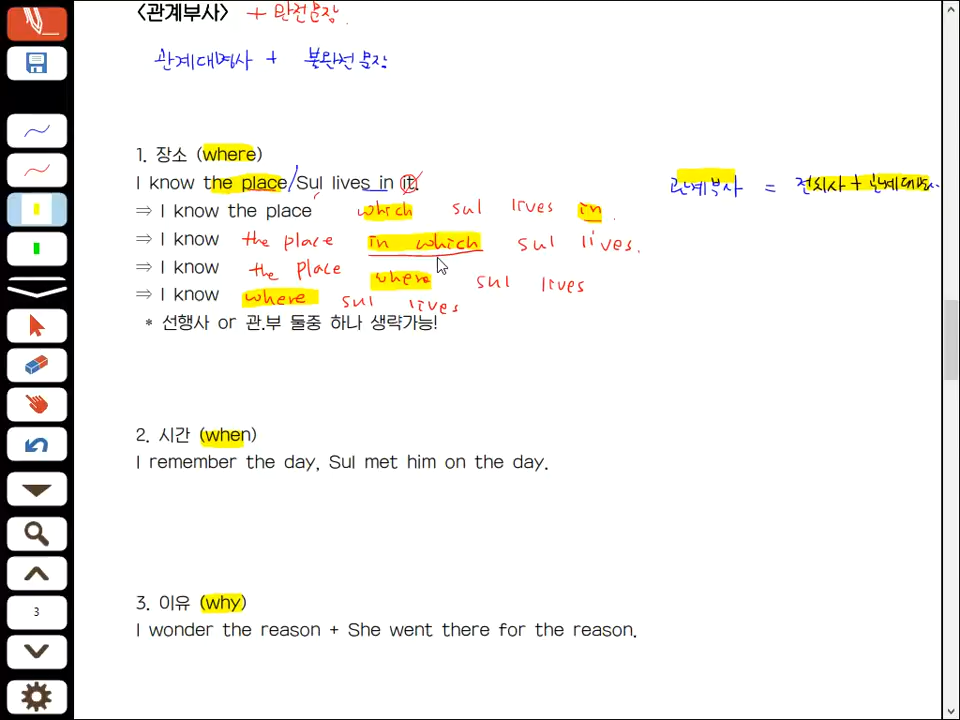 <관계부사> + 완전문장.
관계대명사 + 불완전문장
1. 장소 (where)
I know the place/Sul lives in it.
⇒ I know the place which sul lives in .
관계부사 = 전치사 + 관계대명사
⇒ I know the place in which sul lives.
⇒ I know the place where sul lives
⇒ I know where sul lives
* 선행사 or 관.부 둘중 하나 생략가능!
2. 시간 (when)
I remember the day, Sul met him on the day.
3. 이유 (why)
I wonder the reason + She went there for the reason.
3